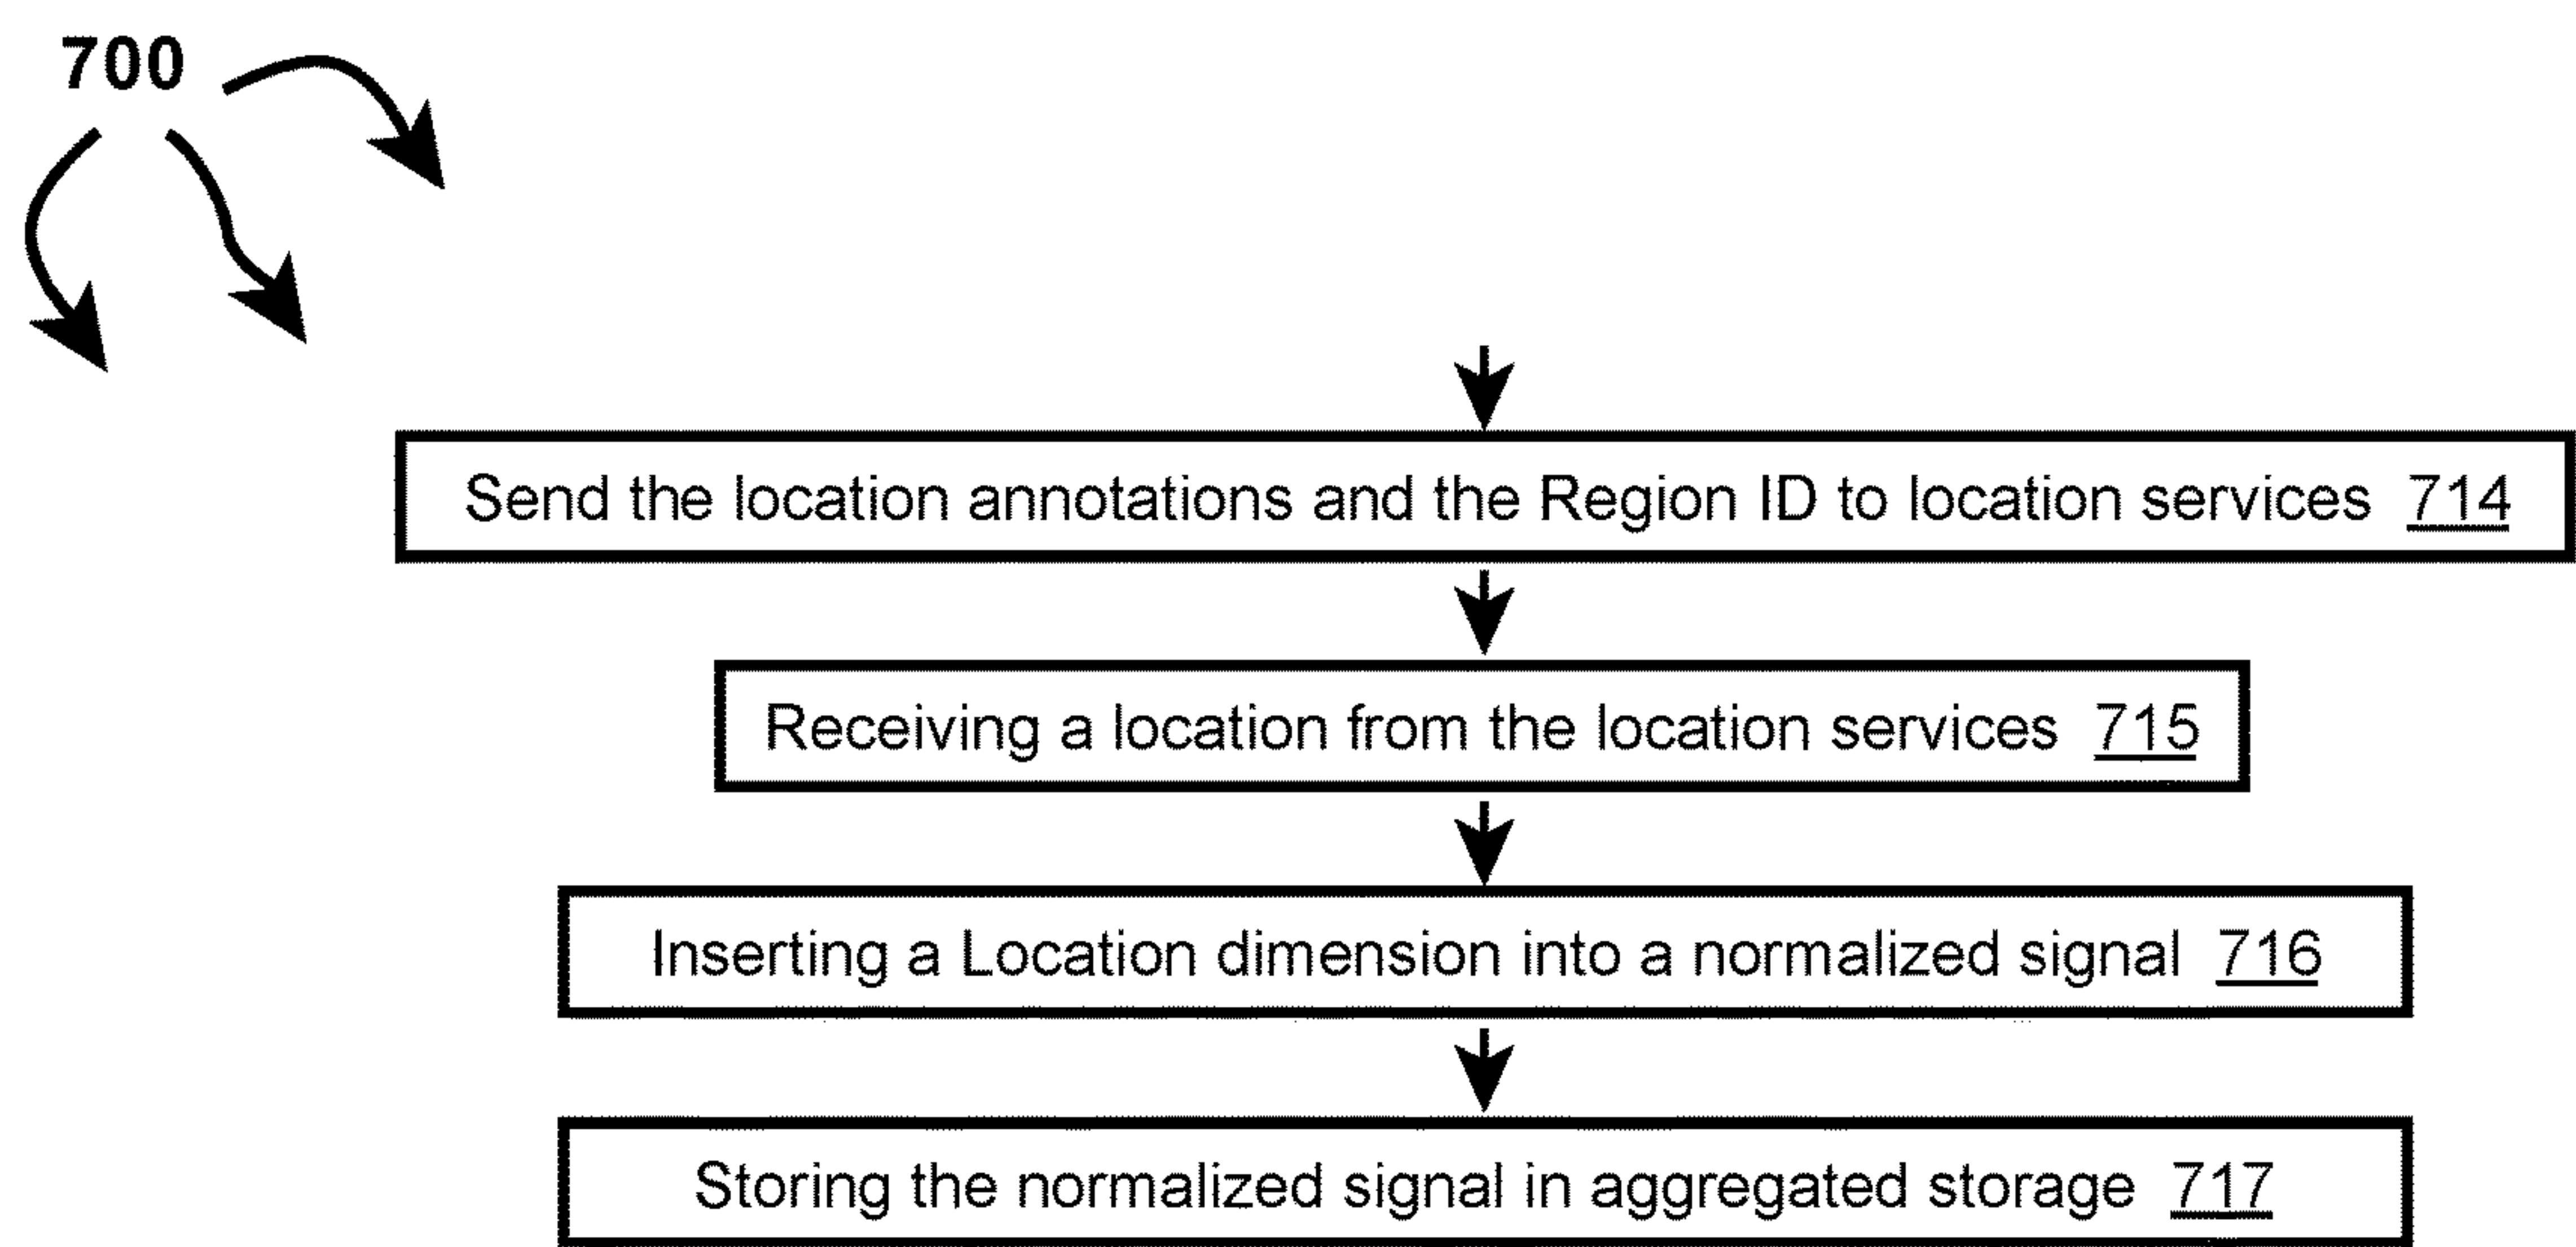 700
Send the location annotations and the Region ID to location services 714
Receiving a location from the location services 715
Inserting a Location dimension into a normalized signal 716
Storing the normalized signal in aggregated storage 717